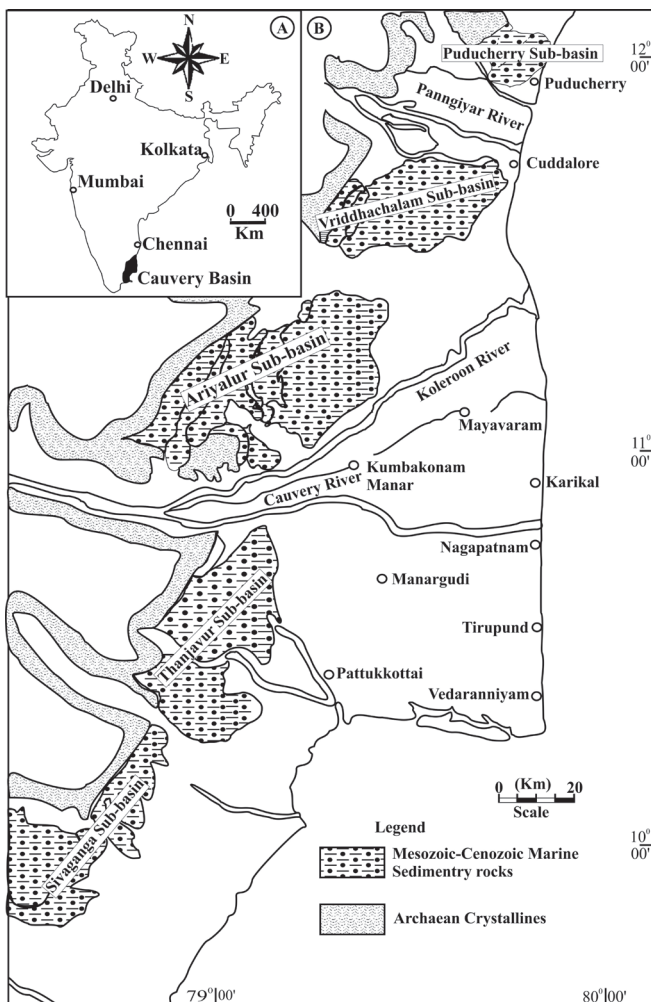 A
N
W
E
S
Delhi
Kolkata
Mumbai
0 400
Km
Chennai
Cauvery Basin
B
Puducherry Sub-basin
12°
00'
Puducherry
Panngiyar River
Cuddalore
Vriddhachalam Sub-basin
Ariyalur Sub-basin
Koleroon River
Mayavaram
11°
00'
Kumbakonam
Manar
Cauvery River
Karikal
Nagapatnam
Manargudi
Thanjavur Sub-basin
Tirupund
Pattukkottai
Vedaranniyam
Sivaganga Sub-basin
0 (Km) 20
Scale
Legend
10°
00'
Mesozoic-Cenozoic Marine
Sedimentry rocks
Archaean Crystallines
79° 00'
80° 00'